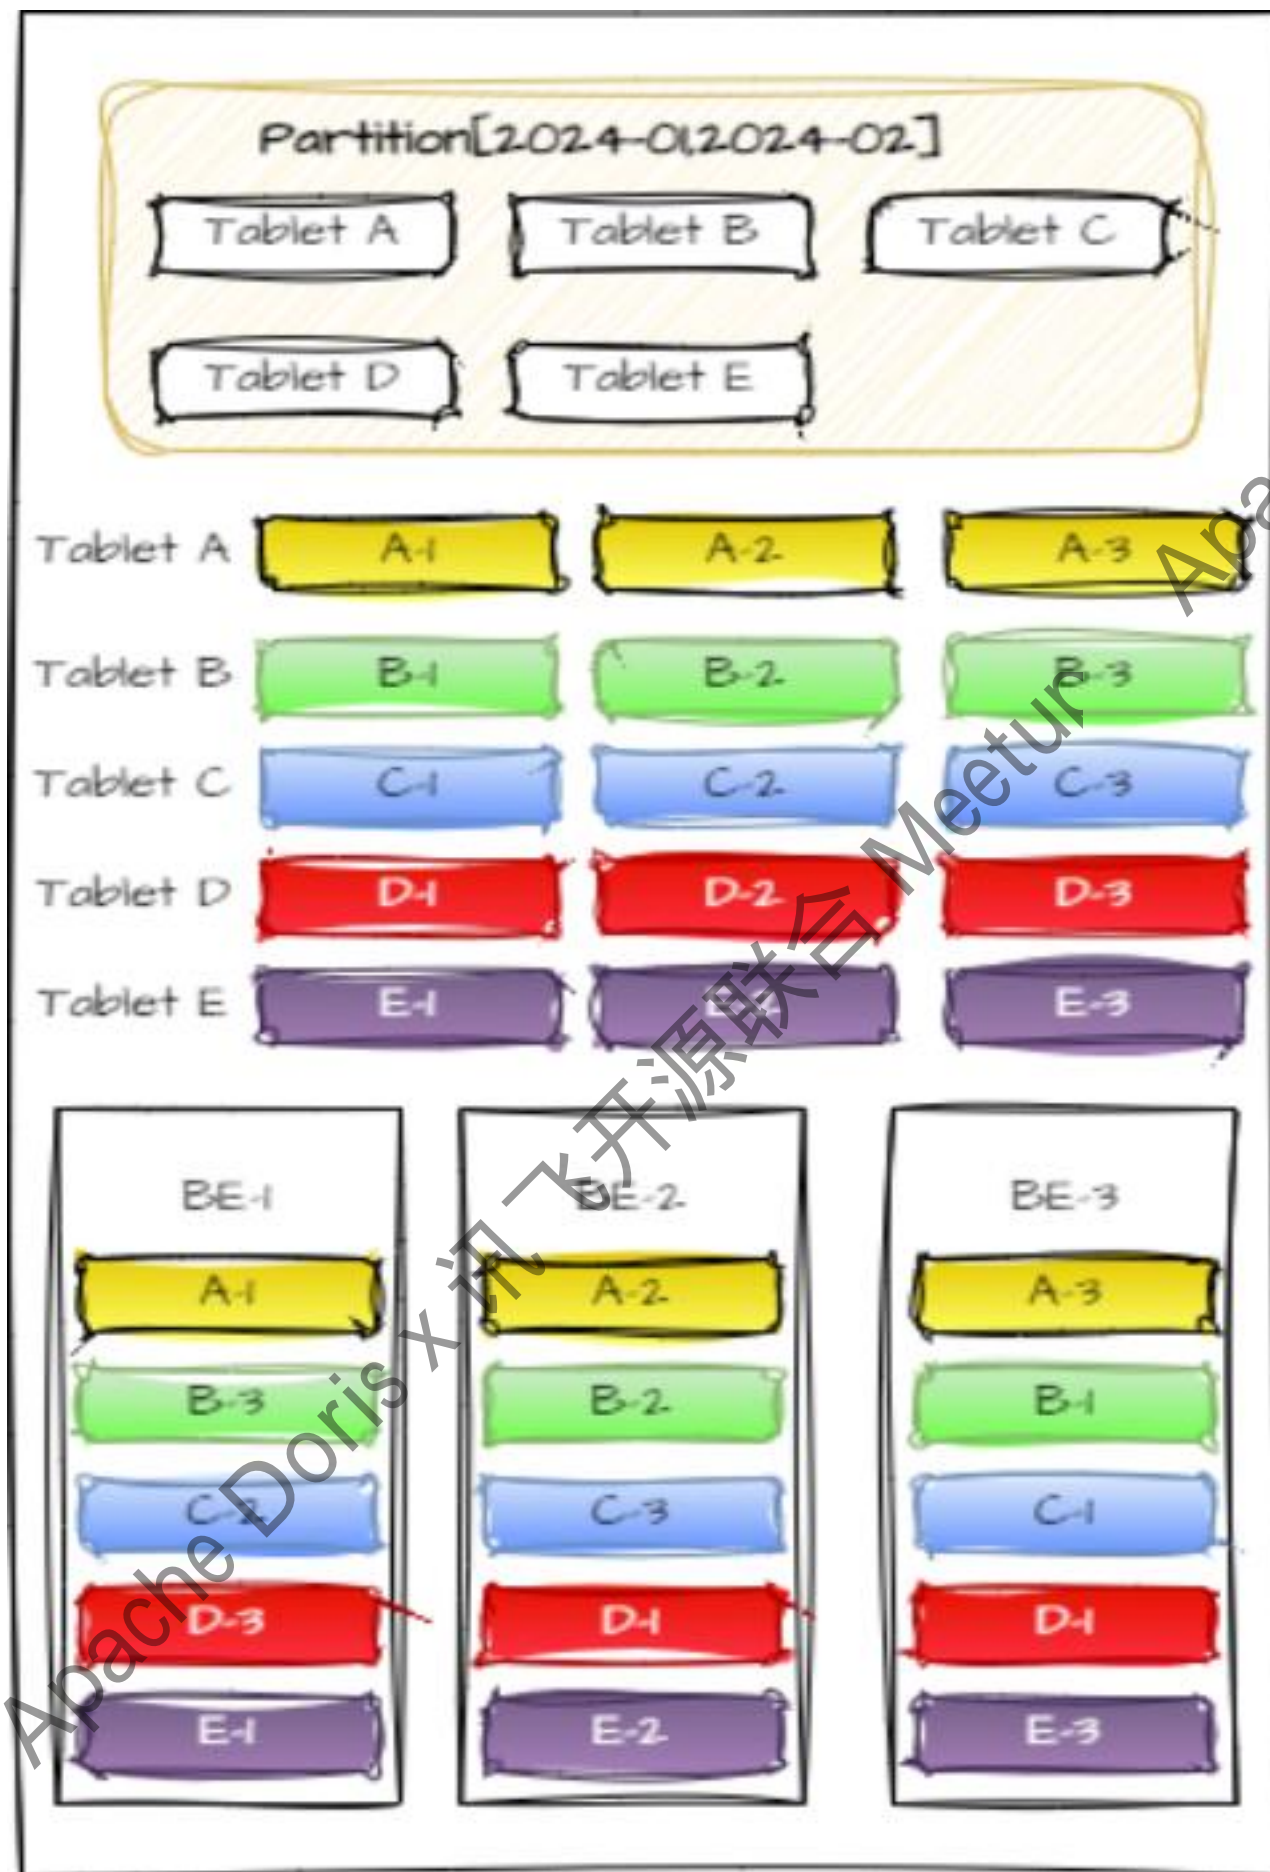 Partition[2024-01,2024-02]
Tablet A Tablet B Tablet C
Tablet D Tablet E
Tablet A A-1 A-2 A-3
Tablet B B-1 B-2 B-3
Tablet C C-1 C-2 C-3
Tablet D D-1 D-2 D-3
Tablet E E-1 E-2 E-3
BE-1 BE-2 BE-3
A-1 A-2 A-3
B-3 B-2 B-1
C-2 C-3 C-1
D-3 D-1 D-1
E-1 E-2 E-3
Apache Doris x 讯飞开源联合 Meetup